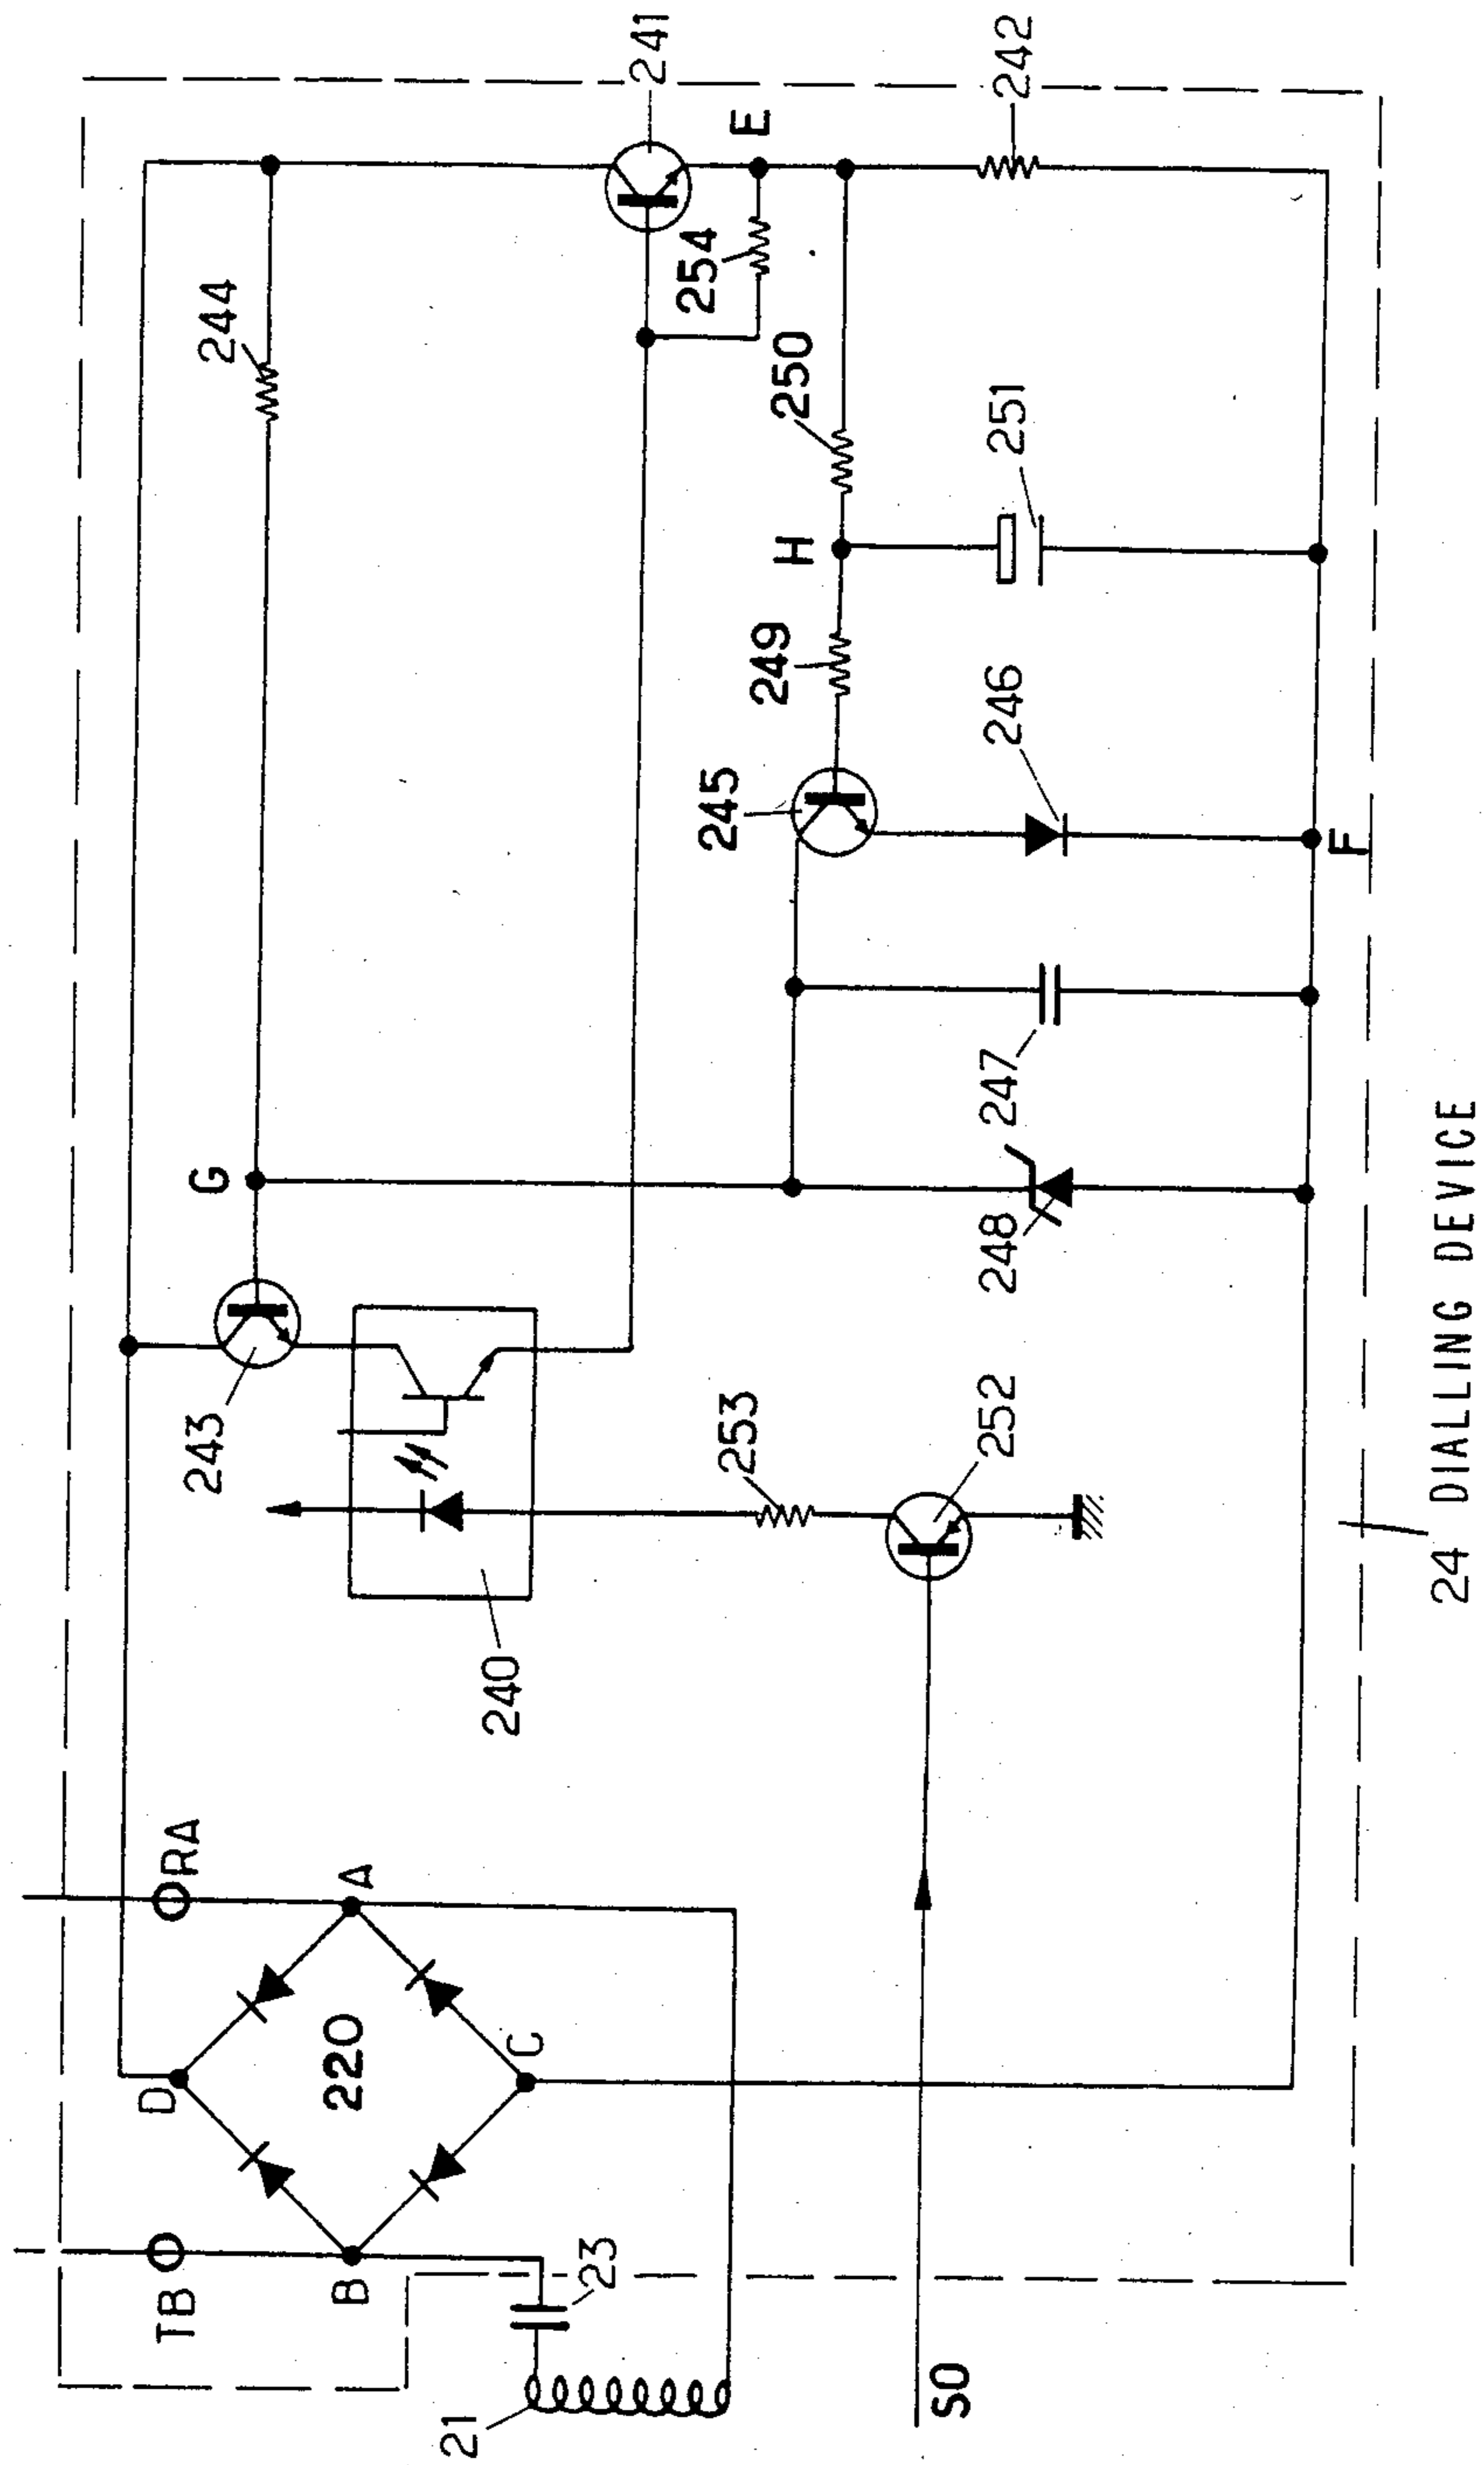 TB
RA
D
A
B
220
C
23
21
SO
240
243
G
244
241
254
E
253
252
245
249
H
250
251
242
246
247
248
F
24 DIALLING DEVICE